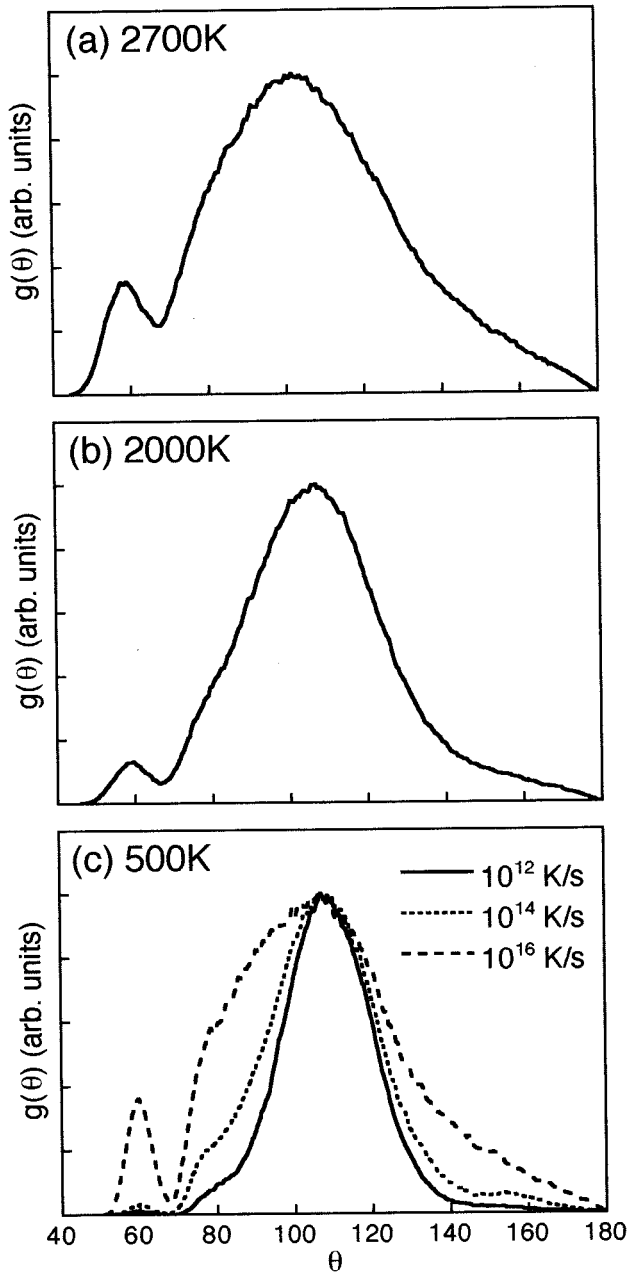 (a) 2700K
g(θ) (arb. units)
(b) 2000K
g(θ) (arb. units)
(c) 500K
10¹² K/s
10¹⁴ K/s
10¹⁶ K/s
g(θ) (arb. units)
40 60 80 100 120 140 160 180
θ